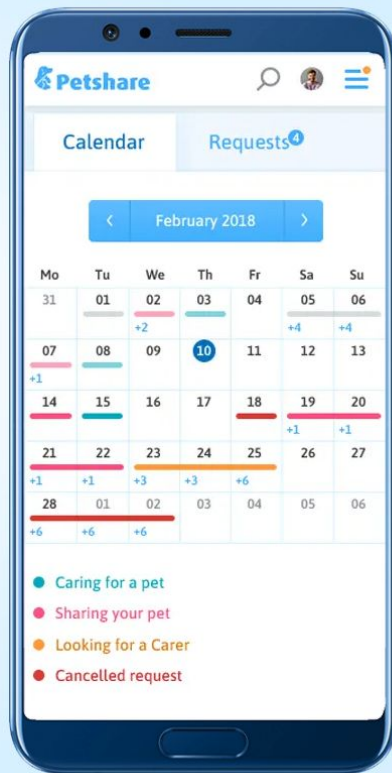 Petshare
Calendar Requests 4
‹ February 2018 ›
Mo Tu We Th Fr Sa Su
31 01 02 03 04 05 06
+2 +4 +4
07 08 09 10 11 12 13
+1
14 15 16 17 18 19 20
+1 +1
21 22 23 24 25 26 27
+1 +1 +3 +3 +6
28 01 02 03 04 05 06
+6 +6 +6
Caring for a pet
Sharing your pet
Looking for a Carer
Cancelled request